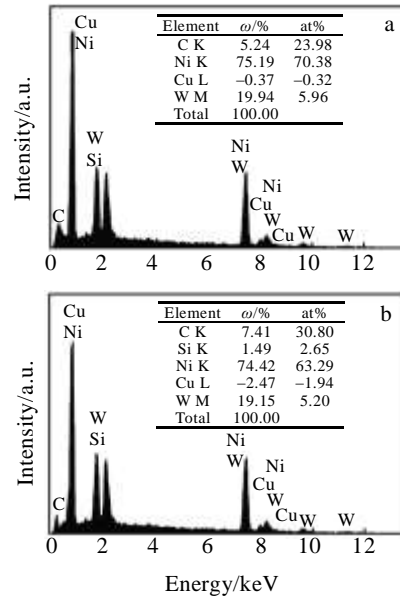 a
Element ω/% at%
C K 5.24 23.98
Ni K 75.19 70.38
Cu L –0.37 –0.32
W M 19.94 5.96
Total 100.00
Cu
Ni
W
Si
C
Ni
W
Cu
Ni
W
Cu
W
W
Intensity/a.u.
0 2 4 6 8 10 12
b
Element ω/% at%
C K 7.41 30.80
Si K 1.49 2.65
Ni K 74.42 63.29
Cu L –2.47 –1.94
W M 19.15 5.20
Total 100.00
Cu
Ni
W
Si
C
Ni
W
Cu
Ni
W
Cu
W
W
Intensity/a.u.
0 2 4 6 8 10 12
Energy/keV